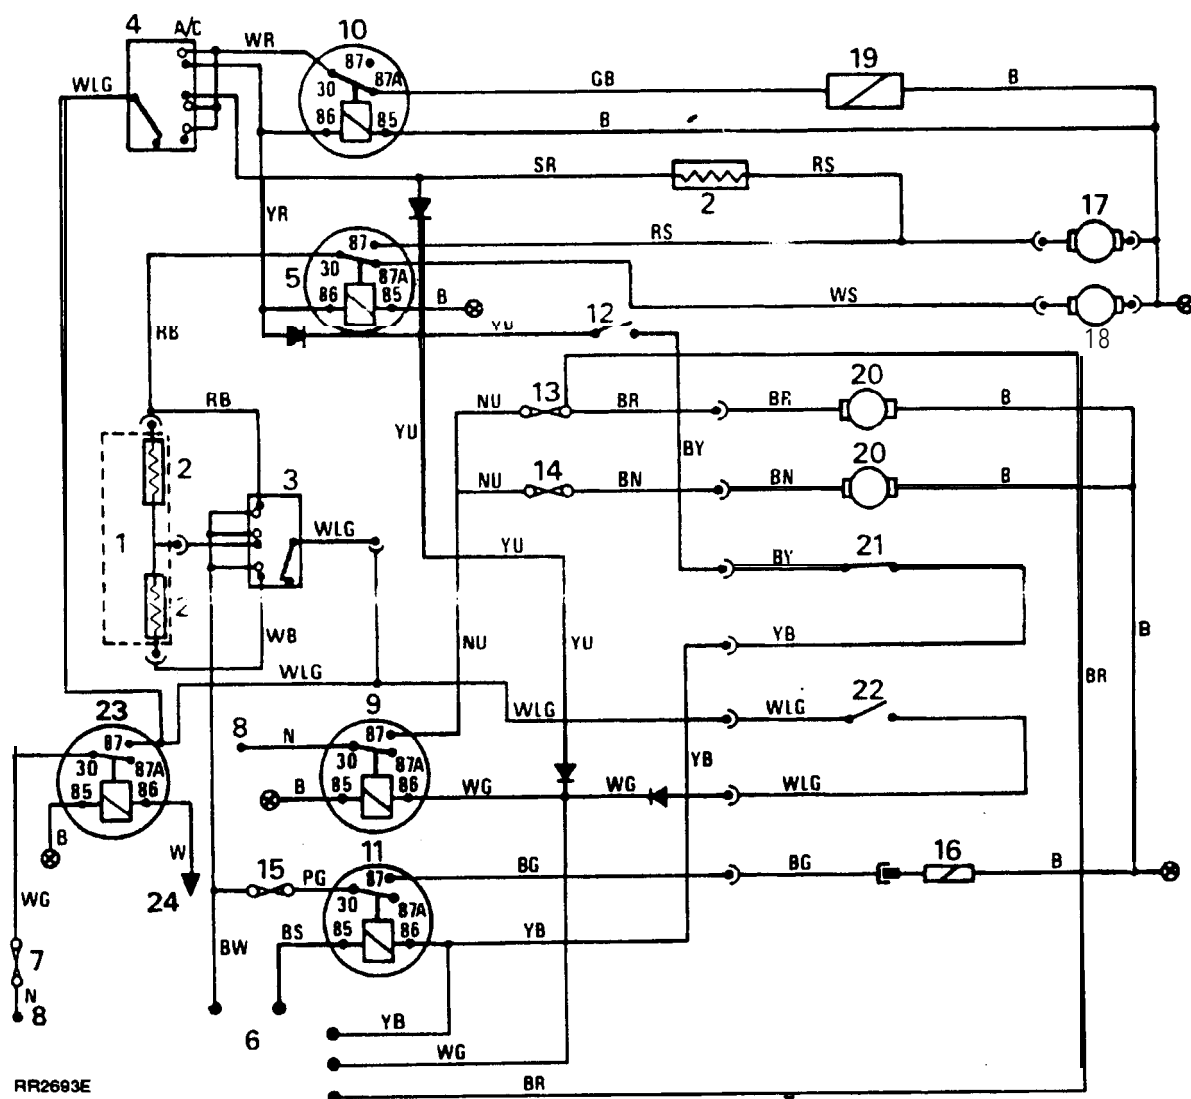 4 A/C WR 10 87 30 87A 86 85 GB 19 B
WLG B
SR 2 RS
YR 87 RS 17
5 30 87A 86 85 B WS 18
RB YU 12
RB NU 13 BR BR 20 B
YU BY
2 3 NU 14 BN BN 20 B
1 WLG YU BY 21
2 WB NU YU YB B
WLG BR
23 9 WLG WLG 22
87 30 87A 85 86 8 N 87 30 87A YB
B 85 86 WG WG WLG
B W 11
24 15 PG 87 30 87A BG BG 16 B
WG BW BS 85 86 YB
7
N
8 6 YB
WG
RR2693E BR